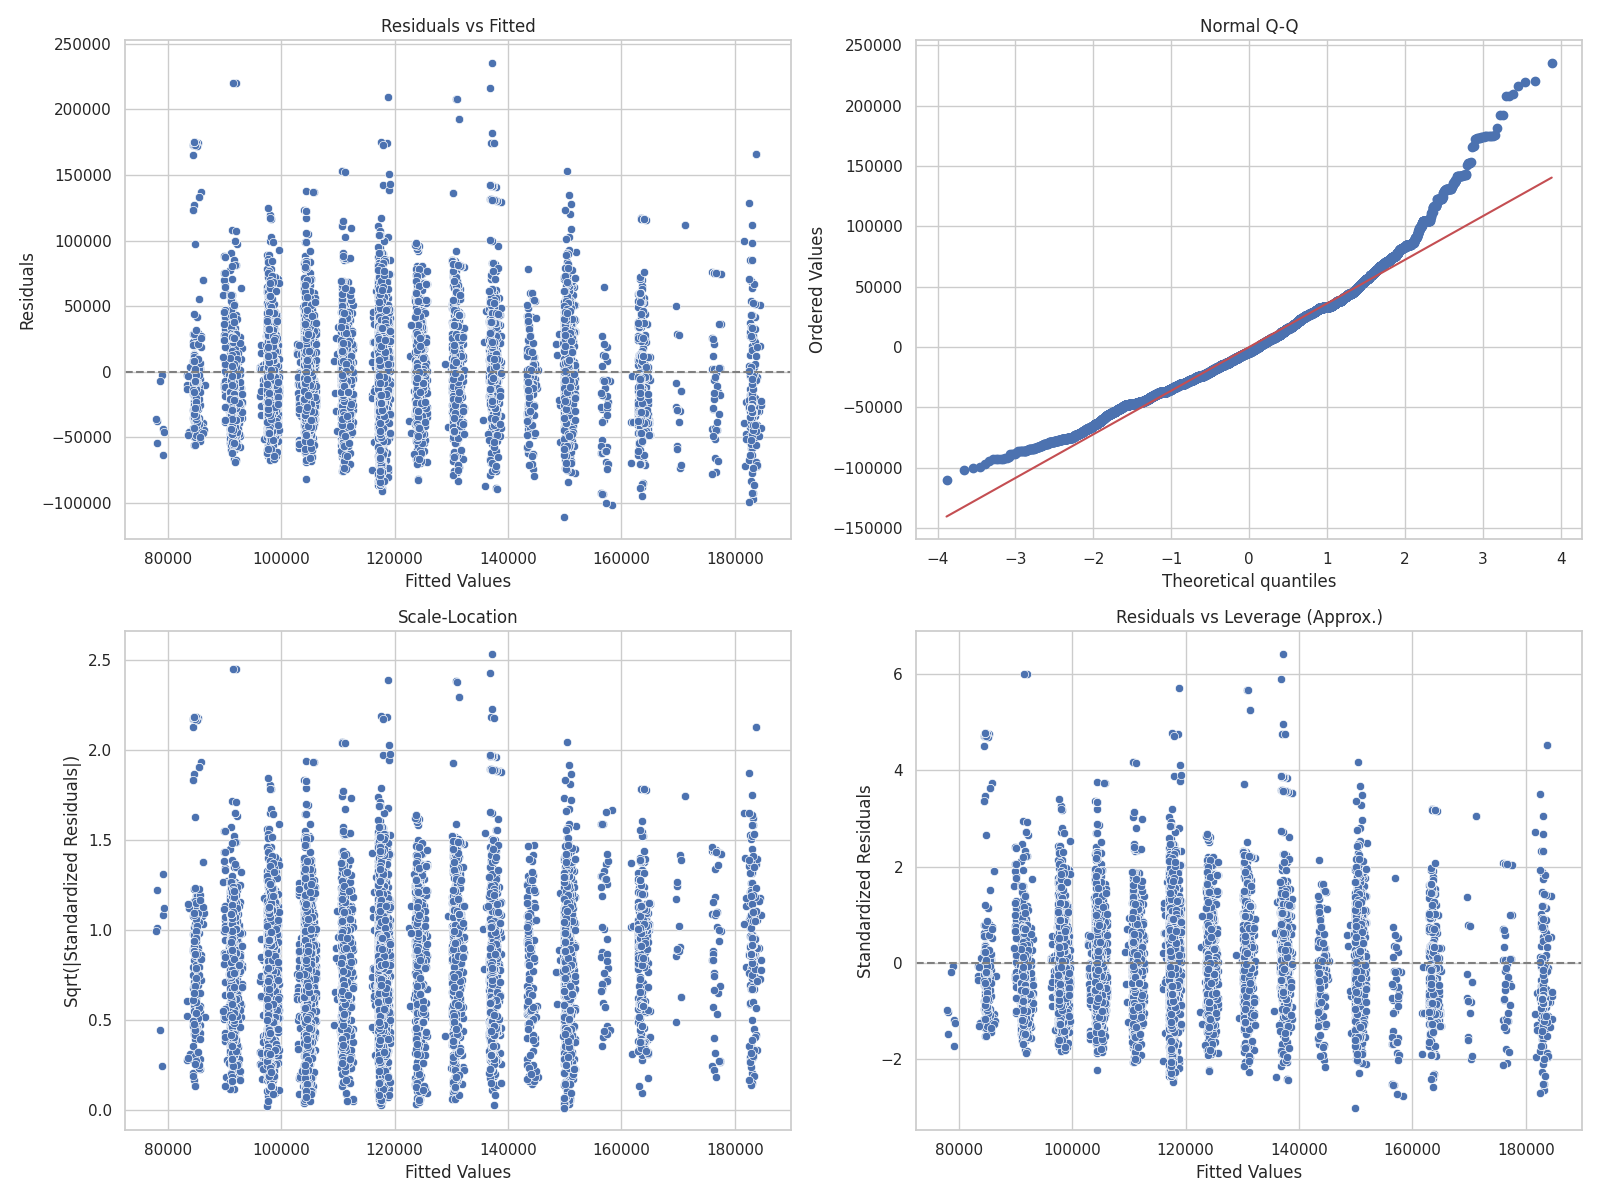 Residuals vs Fitted
250000
200000
150000
100000
50000
0
−50000
−100000
Residuals
80000 100000 120000 140000 160000 180000
Fitted Values
Normal Q-Q
250000
200000
150000
100000
50000
0
−50000
−100000
−150000
Ordered Values
−4 −3 −2 −1 0 1 2 3 4
Theoretical quantiles
Scale-Location
2.5
2.0
1.5
1.0
0.5
0.0
Sqrt(|Standardized Residuals|)
80000 100000 120000 140000 160000 180000
Fitted Values
Residuals vs Leverage (Approx.)
6
4
2
0
−2
Standardized Residuals
80000 100000 120000 140000 160000 180000
Fitted Values